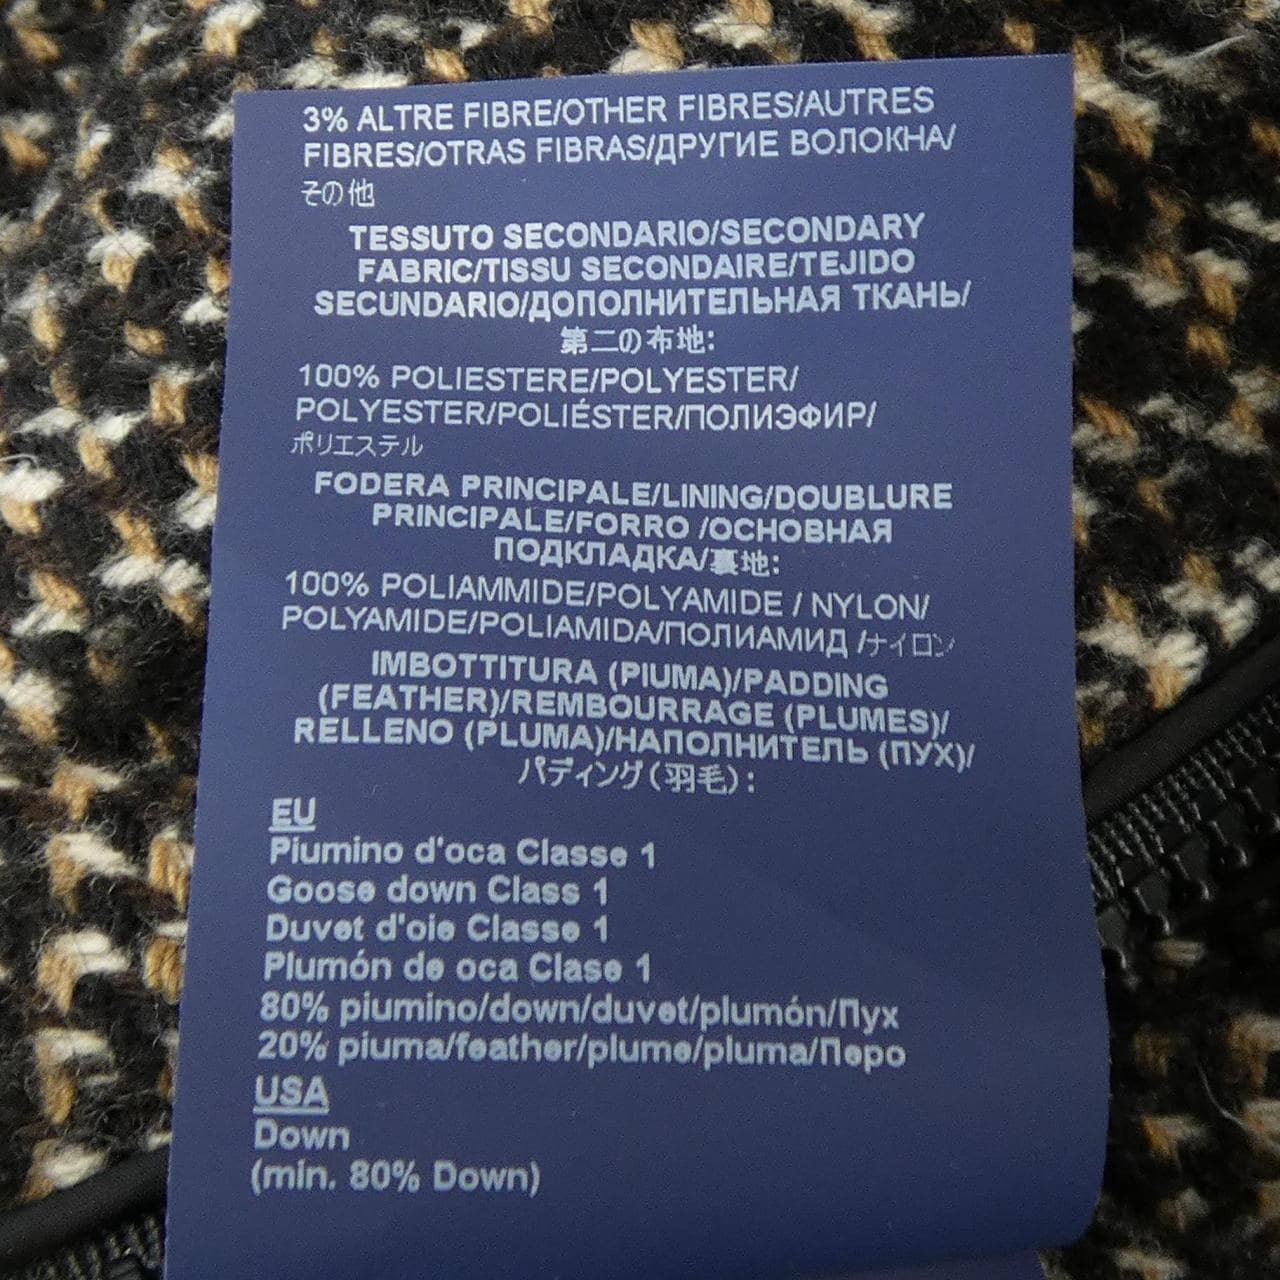 3% ALTRE FIBRE/OTHER FIBRES/AUTRES
FIBRES/OTRAS FIBRAS/ДРУГИЕ ВОЛОКНА/
その他
TESSUTO SECONDARIO/SECONDARY
FABRIC/TISSU SECONDAIRE/TEJIDO
SECUNDARIO/ДОПОЛНИТЕЛЬНАЯ ТКАНЬ/
第二の布地:
100% POLIESTERE/POLYESTER/
POLYESTER/POLIÉSTER/ПОЛИЭФИР/
ポリエステル
FODERA PRINCIPALE/LINING/DOUBLURE
PRINCIPALE/FORRO /ОСНОВНАЯ
ПОДКЛАДКА/裏地:
100% POLIAMMIDE/POLYAMIDE / NYLON/
POLYAMIDE/POLIAMIDA/ПОЛИАМИД /ナイロン
IMBOTTITURA (PIUMA)/PADDING
(FEATHER)/REMBOURRAGE (PLUMES)/
RELLENO (PLUMA)/НАПОЛНИТЕЛЬ (ПУХ)/
パディング(羽毛):
EU
Piumino d'oca Classe 1
Goose down Class 1
Duvet d'oie Classe 1
Plumón de oca Clase 1
80% piumino/down/duvet/plumón/Пух
20% piuma/feather/plume/pluma/Перо
USA
Down
(min. 80% Down)